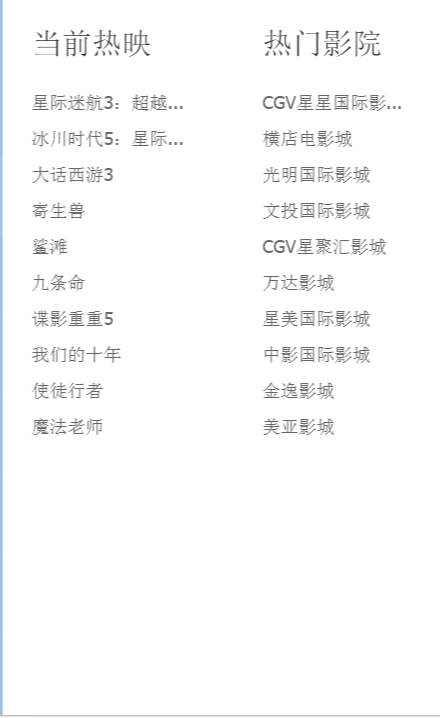 当前热映
星际迷航3：超越...
冰川时代5：星际...
大话西游3
寄生兽
鲨滩
九条命
谍影重重5
我们的十年
使徒行者
魔法老师
热门影院
CGV星星国际影...
横店电影城
光明国际影城
文投国际影城
CGV星聚汇影城
万达影城
星美国际影城
中影国际影城
金逸影城
美亚影城